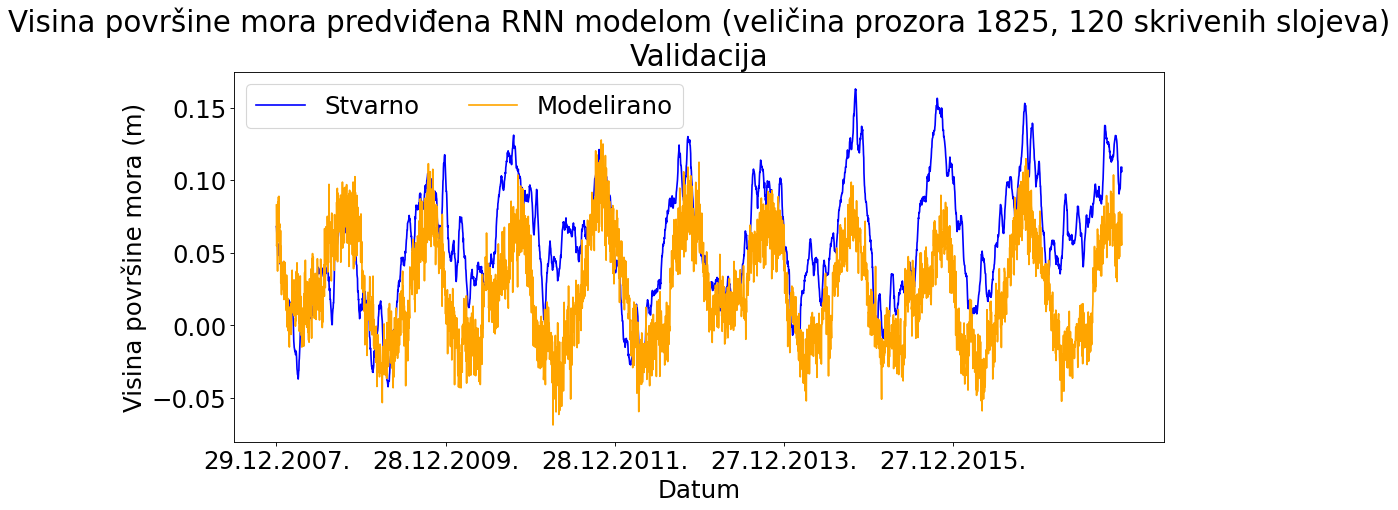 Visina površine mora predviđena RNN modelom (veličina prozora 1825, 120 skrivenih slojeva)
Validacija
Stvarno
Modelirano
Visina površine mora (m)
0.15
0.10
0.05
0.00
−0.05
29.12.2007.
28.12.2009.
28.12.2011.
27.12.2013.
27.12.2015.
Datum